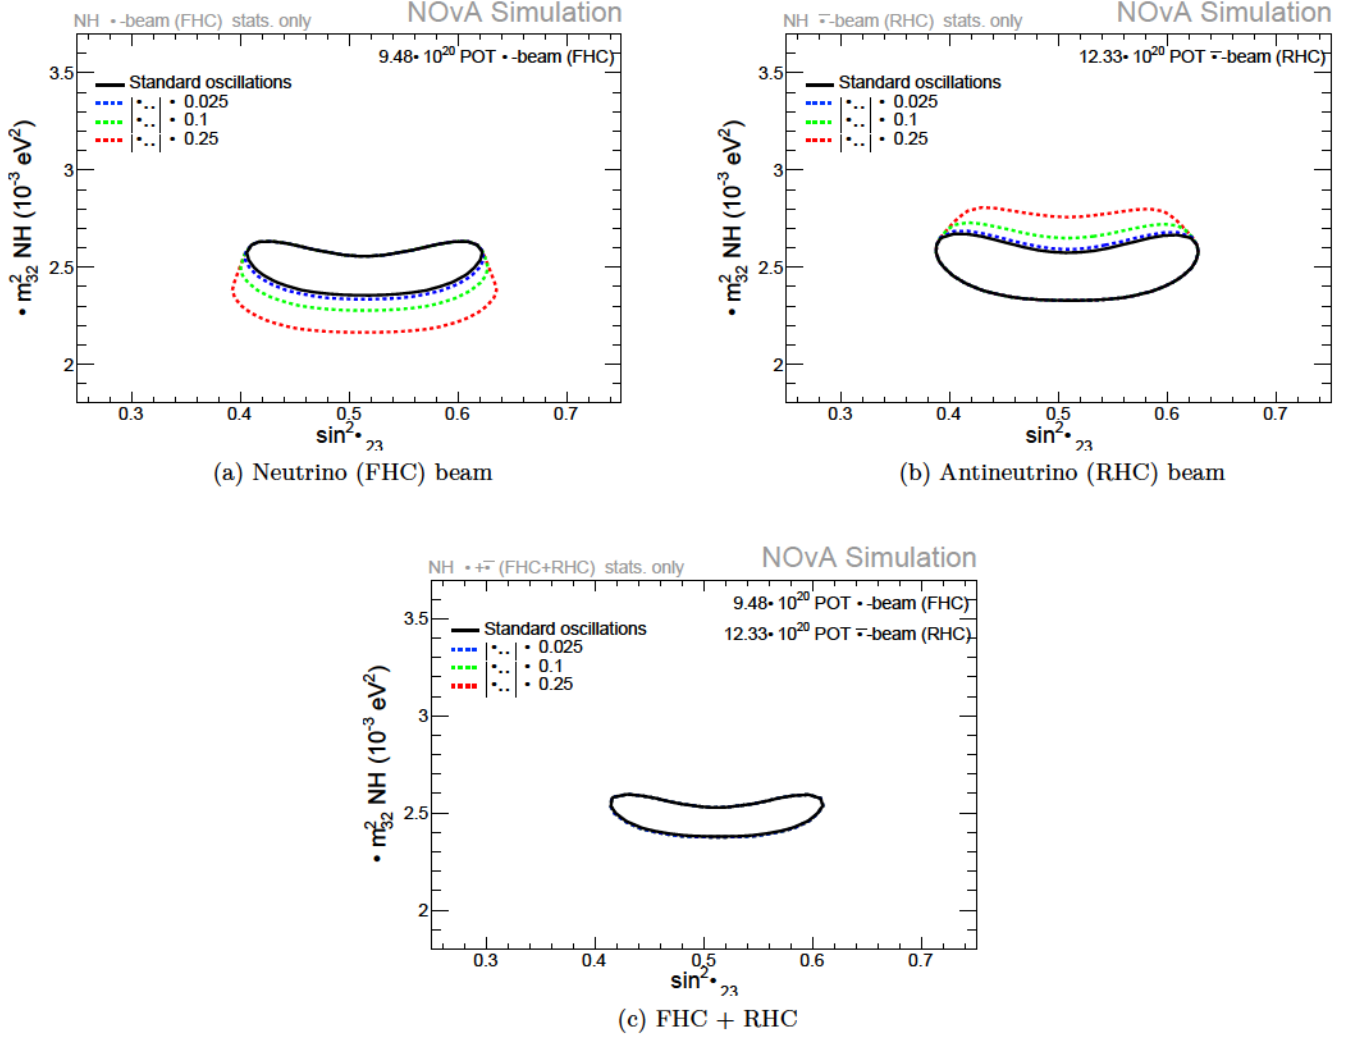 NH •-beam (FHC) stats. only
NOvA Simulation
9.48• 10^20 POT •-beam (FHC)
3.5
Standard oscillations
|•..| • 0.025
|•..| • 0.1
|•..| • 0.25
3
2.5
2
• m²32 NH (10⁻³ eV²)
0.3 0.4 0.5 0.6 0.7
sin²•23
(a) Neutrino (FHC) beam
NH •̅-beam (RHC) stats. only
NOvA Simulation
12.33• 10^20 POT •̅-beam (RHC)
3.5
Standard oscillations
|•..| • 0.025
|•..| • 0.1
|•..| • 0.25
3
2.5
2
• m²32 NH (10⁻³ eV²)
0.3 0.4 0.5 0.6 0.7
sin²•23
(b) Antineutrino (RHC) beam
NH •+•̅ (FHC+RHC) stats. only
NOvA Simulation
9.48• 10^20 POT •-beam (FHC)
12.33• 10^20 POT •̅-beam (RHC)
3.5
Standard oscillations
|•..| • 0.025
|•..| • 0.1
|•..| • 0.25
3
2.5
2
• m²32 NH (10⁻³ eV²)
0.3 0.4 0.5 0.6 0.7
sin²•23
(c) FHC + RHC